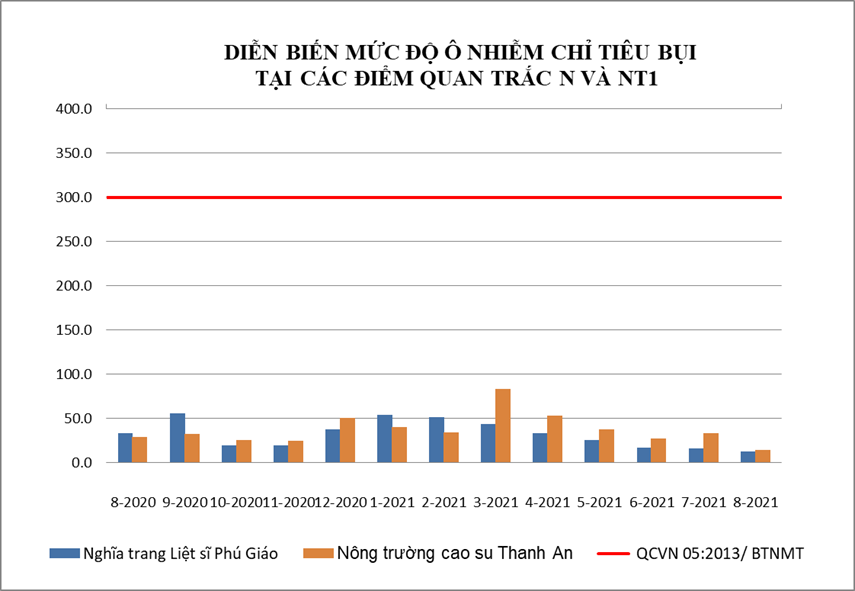 DIỄN BIẾN MỨC ĐỘ Ô NHIỄM CHỈ TIÊU BỤI
TẠI CÁC ĐIỂM QUAN TRẮC N VÀ NT1
400.0
350.0
300.0
250.0
200.0
150.0
100.0
50.0
0.0
8-2020 9-2020 10-2020 11-2020 12-2020 1-2021 2-2021 3-2021 4-2021 5-2021 6-2021 7-2021 8-2021
Nghĩa trang Liệt sĩ Phú Giáo Nông trường cao su Thanh An QCVN 05:2013/ BTNMT